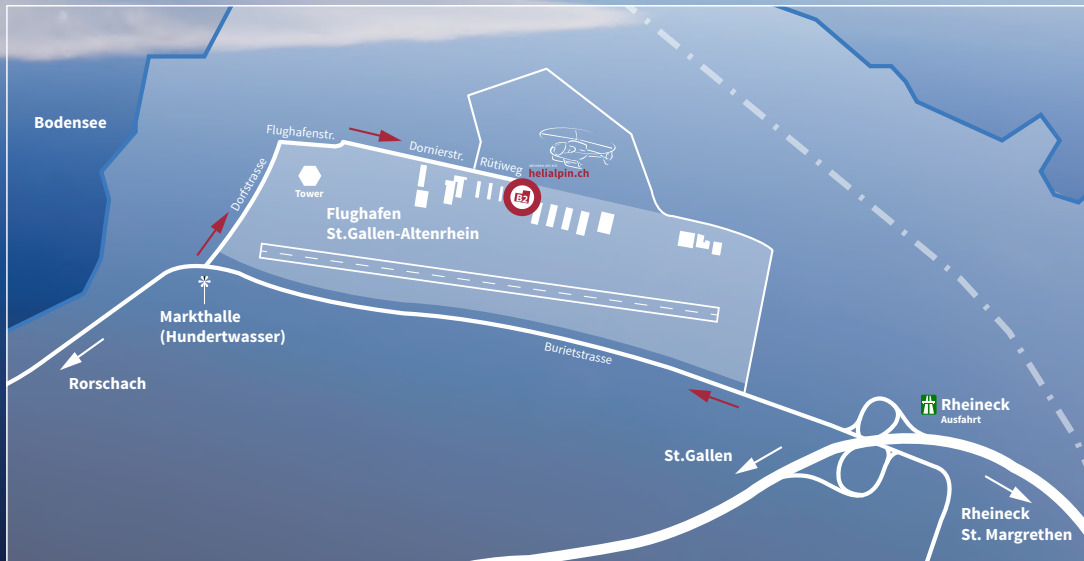 Bodensee
Flughafenstr.
Dornierstr.
Rütiweg
helialpin.ch
B2
Dorfstrasse
Tower
Flughafen
St.Gallen-Altenrhein
Markthalle
(Hundertwasser)
Burietstrasse
Rorschach
Rheineck
Ausfahrt
St.Gallen
Rheineck
St. Margrethen